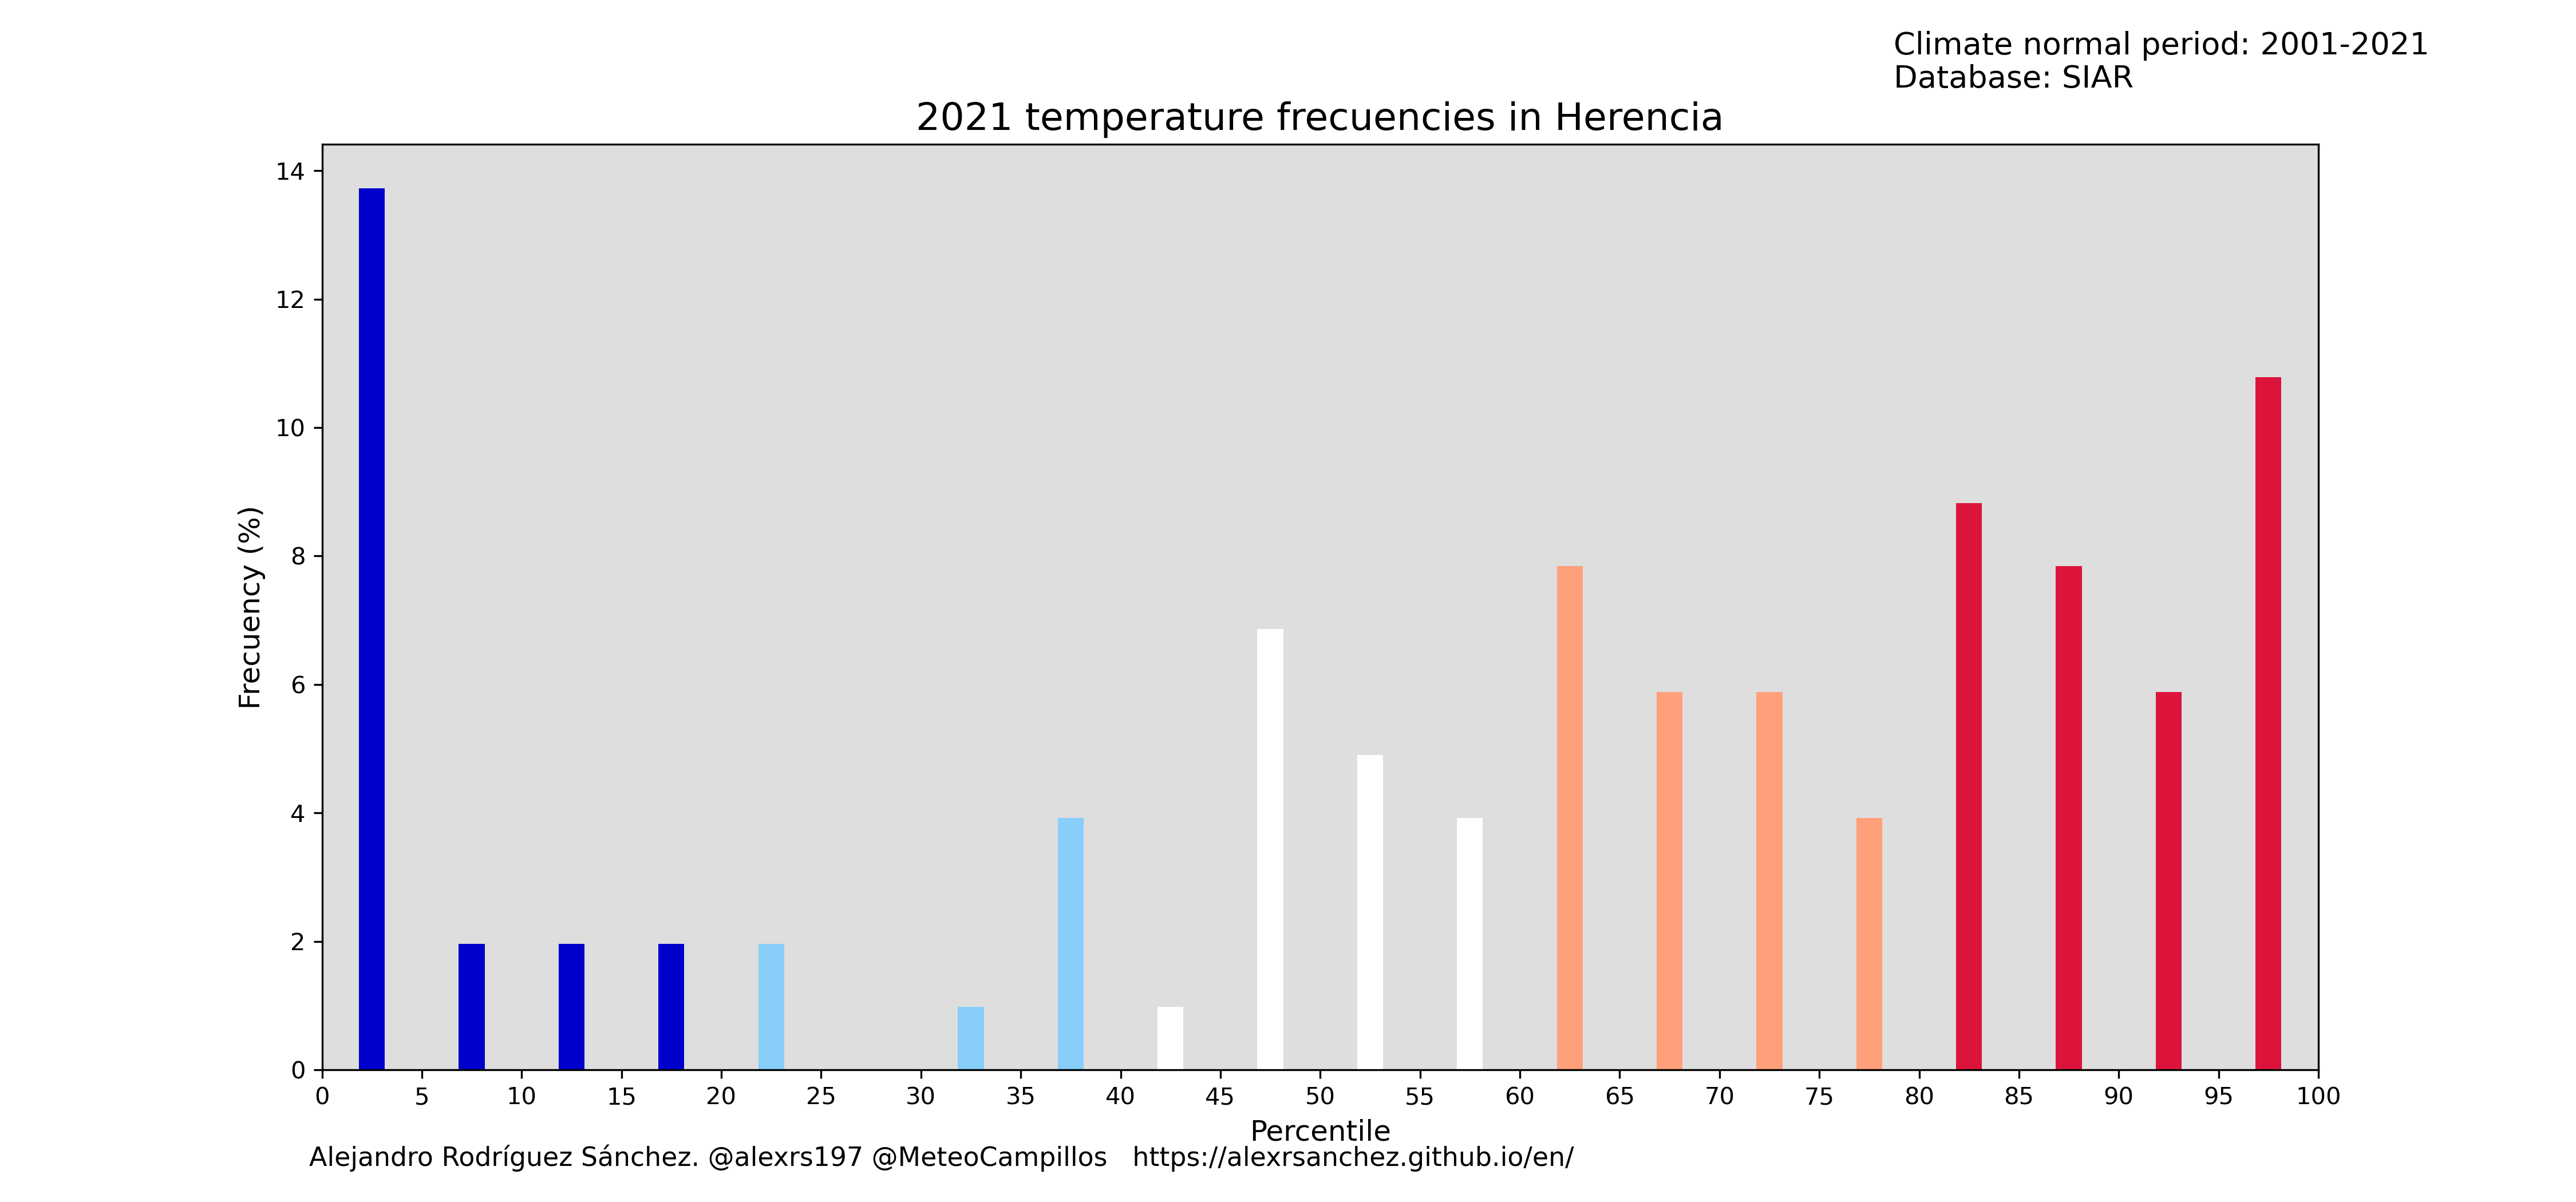 Climate normal period: 2001-2021
Database: SIAR
2021 temperature frecuencies in Herencia
Frecuency (%)
14
12
10
8
6
4
2
0
0 5 10 15 20 25 30 35 40 45 50 55 60 65 70 75 80 85 90 95 100
Percentile
Alejandro Rodríguez Sánchez. @alexrs197 @MeteoCampillos https://alexrsanchez.github.io/en/